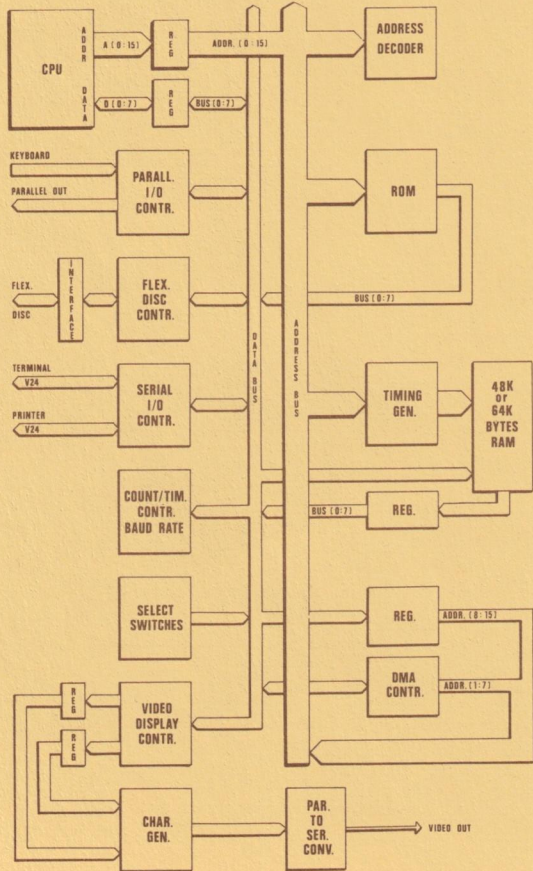 CPU
ADDR
DATA
A (0:15)
REG
ADDR. (0:15)
ADDRESS
DECODER
D(0:7)
REG
BUS(0:7)
KEYBOARD
PARALLEL OUT
PARALL.
I/O
CONTR.
ROM
BUS (0:7)
FLEX.
DISC
INTERFACE
FLEX.
DISC
CONTR.
DATA BUS
ADDRESS BUS
TERMINAL
V24
PRINTER
V24
SERIAL
I/O
CONTR.
TIMING
GEN.
48K
or
64K
BYTES
RAM
COUNT/TIM.
CONTR.
BAUD RATE
BUS (0:7)
REG.
SELECT
SWITCHES
REG.
ADDR. (8:15)
DMA
CONTR.
ADDR. (1:7)
REG
REG
VIDEO
DISPLAY
CONTR.
CHAR.
GEN.
PAR.
TO
SER.
CONV.
VIDEO OUT